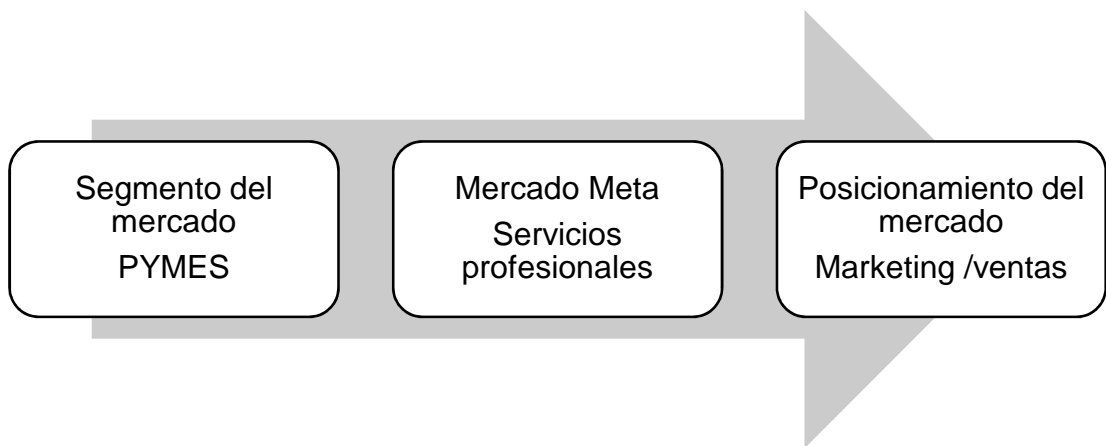 Segmento del
mercado
PYMES
Mercado Meta
Servicios
profesionales
Posicionamiento del
mercado
Marketing /ventas